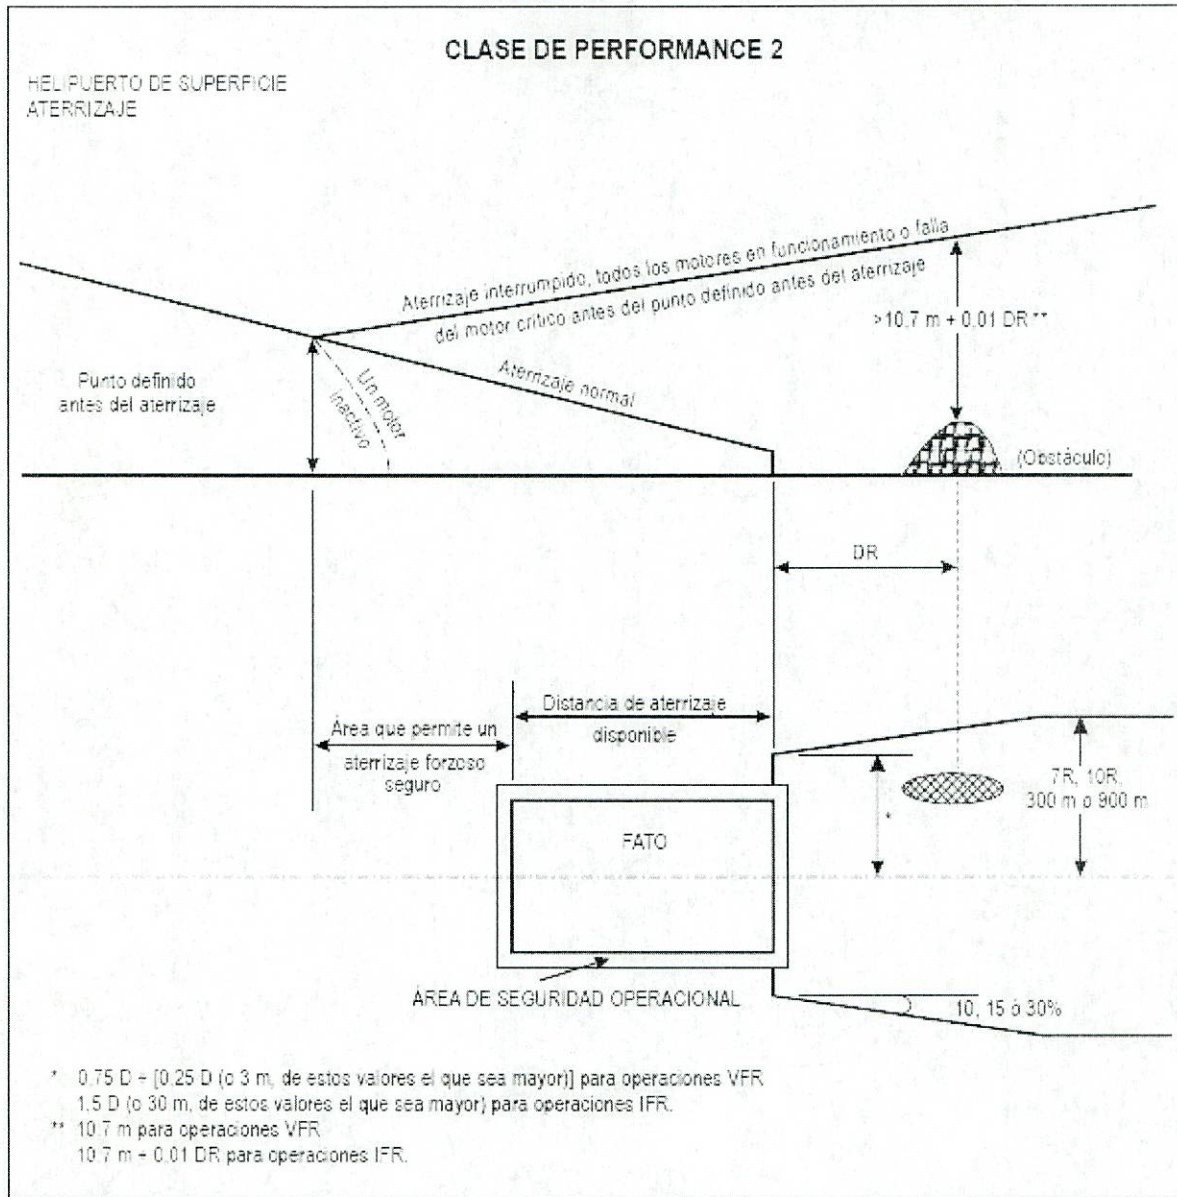 CLASE DE PERFORMANCE 2
HELIPUERTO DE SUPERFICIE
ATERRIZAJE
Aterrizaje interrumpido, todos los motores en funcionamiento o falla
del motor crítico antes del punto definido antes del aterrizaje
>10,7 m + 0,01 DR **
Punto definido
antes del aterrizaje
Un motor
inactivo
Aterrizaje normal
(Obstáculo)
DR
Área que permite un
aterrizaje forzoso
seguro
Distancia de aterrizaje
disponible
7R, 10R,
300 m o 900 m
*
FATO
ÁREA DE SEGURIDAD OPERACIONAL
10, 15 ó 30%
* 0.75 D + [0.25 D (o 3 m, de estos valores el que sea mayor)] para operaciones VFR
1.5 D (o 30 m, de estos valores el que sea mayor) para operaciones IFR.
** 10.7 m para operaciones VFR
10.7 m + 0.01 DR para operaciones IFR.